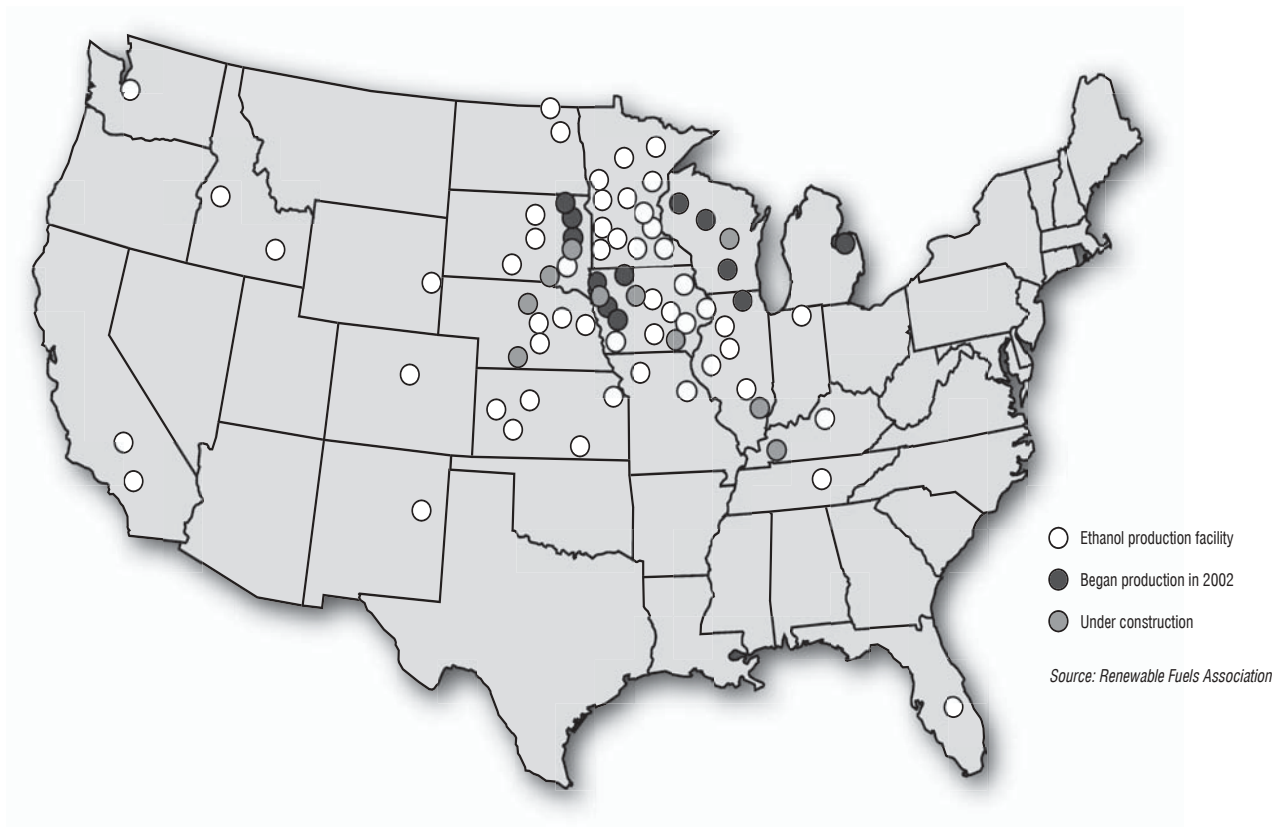 Ethanol production facility
Began production in 2002
Under construction
Source: Renewable Fuels Association